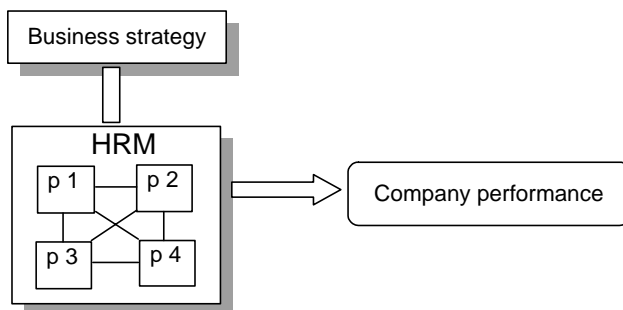 Business strategy
HRM
p 1 p 2
p 3 p 4
Company performance